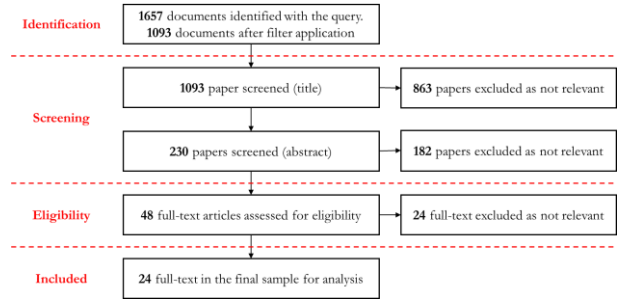 Identification
1657 documents identified with the query.
1093 documents after filter application
Screening
1093 paper screened (title)
863 papers excluded as not relevant
230 papers screened (abstract)
182 papers excluded as not relevant
Eligibility
48 full-text articles assessed for eligibility
24 full-text excluded as not relevant
Included
24 full-text in the final sample for analysis